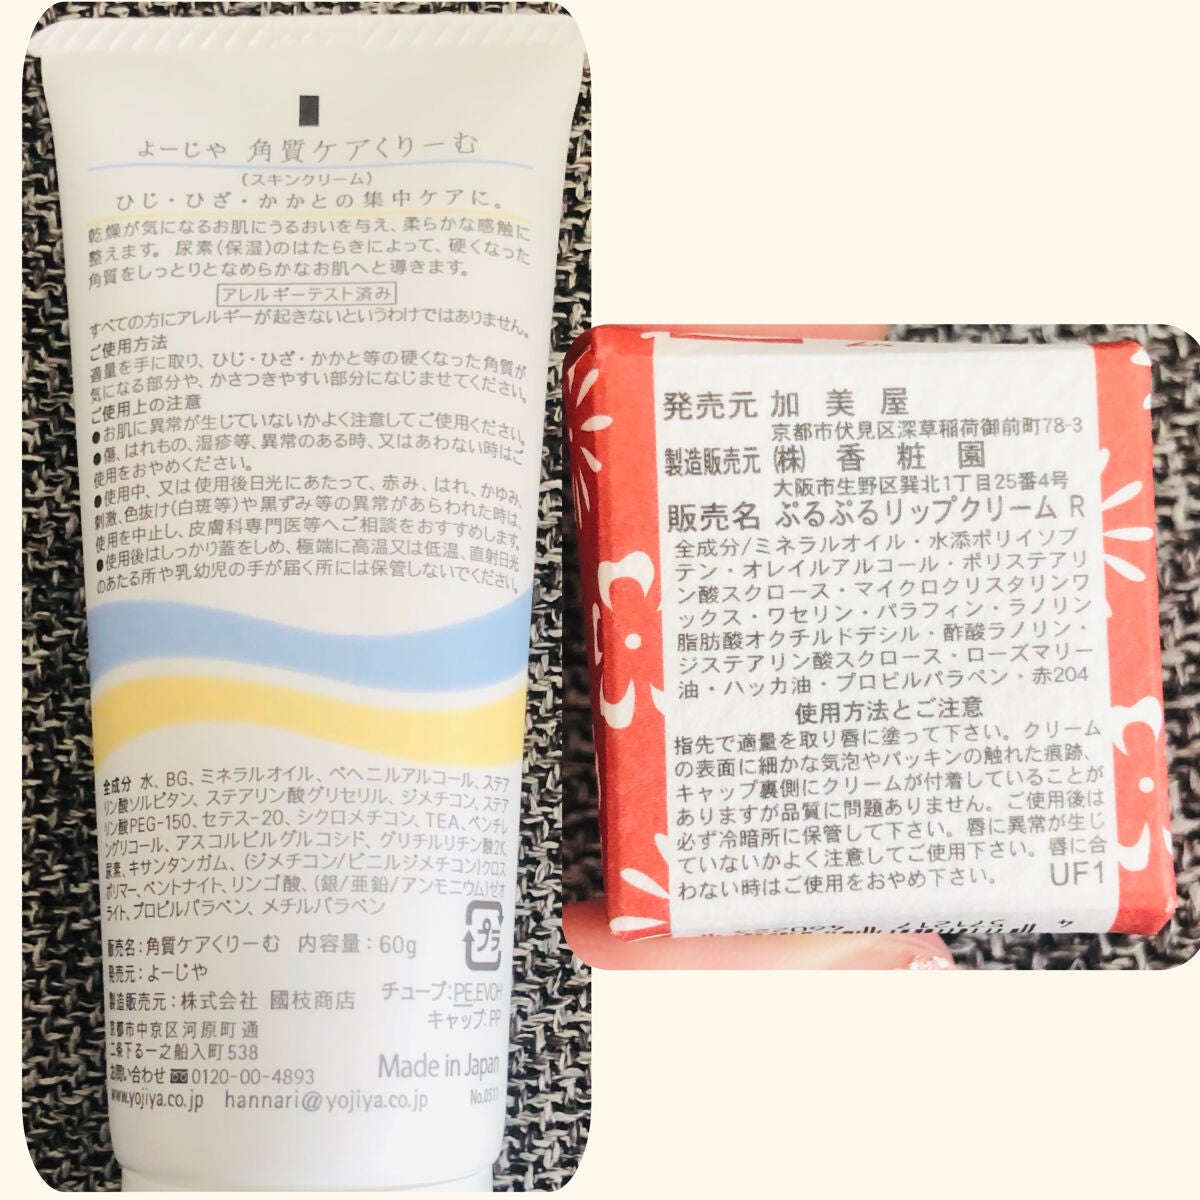 よーじや 角質ケアくりーむ
(スキンクリーム)
ひじ・ひざ・かかとの集中ケアに。
乾燥が気になるお肌にうるおいを与え、柔らかな感触に
整えます。尿素(保湿)のはたらきによって、硬くなった
角質をしっとりとなめらかなお肌へと導きます。
アレルギーテスト済み
すべての方にアレルギーが起きないというわけではありません。
ご使用方法
適量を手に取り、ひじ・ひざ・かかと等の硬くなった角質が
気になる部分や、かさつきやすい部分になじませてください。
ご使用上の注意
●お肌に異常が生じていないかよく注意してご使用ください。
●傷、はれもの、湿疹等、異常のある時、又はあわない時はご
使用をおやめください。
●使用中、又は使用後日光にあたって、赤み、はれ、かゆみ、
刺激、色抜け(白斑等)や黒ずみ等の異常があらわれた時は、
使用を中止し、皮膚科専門医等へご相談をおすすめします。
●使用後はしっかり蓋をしめ、極端に高温又は低温、直射日光
のあたる所や乳幼児の手が届く所には保管しないでください。
全成分 水、BG、ミネラルオイル、ベヘニルアルコール、ステア
リン酸ソルビタン、ステアリン酸グリセリル、ジメチコン、ステア
リン酸PEG-150、セテス-20、シクロメチコン、TEA、ペンチレ
ングリコール、アスコルビルグルコシド、グリチルリチン酸2K、
尿素、キサンタンガム、(ジメチコン/ビニルジメチコン)クロス
ポリマー、ベントナイト、リンゴ酸、(銀/亜鉛/アンモニウム)ゼオ
ライト、プロピルパラベン、メチルパラベン
販売名:角質ケアくりーむ 内容量:60g
発売元:よーじや
製造販売元:株式会社 國枝商店
京都市中京区河原町通
二条下る一之船入町538
お問い合わせ 0120-00-4893
www.yojiya.co.jp hannari@yojiya.co.jp
プラ
チューブ:PE,EVOH
キャップ:PP
Made in Japan
No.0511
発売元 加美屋
京都市伏見区深草稲荷御前町78-3
製造販売元 ㈱ 香粧園
大阪市生野区巽北1丁目25番4号
販売名 ぷるぷるリップクリーム R
全成分/ミネラルオイル・水添ポリイソブ
テン・オレイルアルコール・ポリステアリ
ン酸スクロース・マイクロクリスタリンワ
ックス・ワセリン・パラフィン・ラノリン
脂肪酸オクチルドデシル・酢酸ラノリン・
ジステアリン酸スクロース・ローズマリー
油・ハッカ油・プロピルパラベン・赤204
使用方法とご注意
指先で適量を取り唇に塗って下さい。クリーム
の表面に細かな気泡やパッキンの触れた痕跡、
キャップ裏側にクリームが付着していることが
ありますが品質に問題ありません。ご使用後は
必ず冷暗所に保管して下さい。唇に異常が生じ
ていないかよく注意してご使用下さい。唇に合
わない時はご使用をおやめ下さい。
UF1